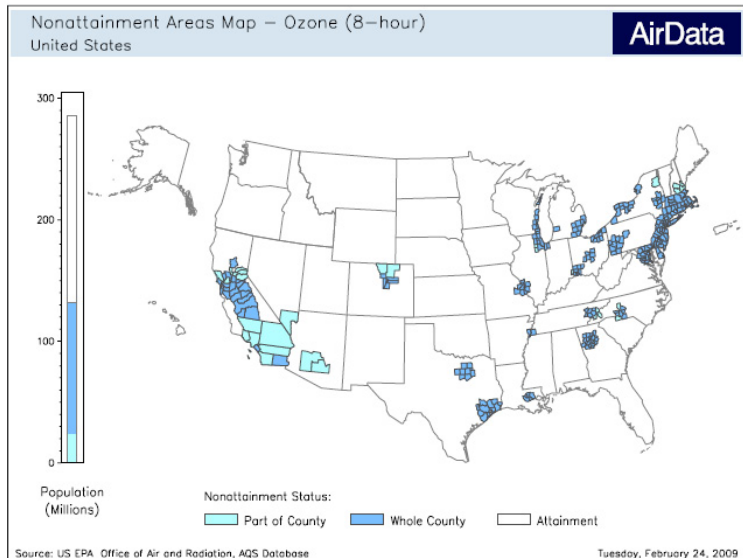 Nonattainment Areas Map – Ozone (8–hour)
United States
AirData
300
200
100
0
Population
(Millions)
Nonattainment Status:
Part of County
Whole County
Attainment
Source: US EPA Office of Air and Radiation, AQS Database
Tuesday, February 24, 2009